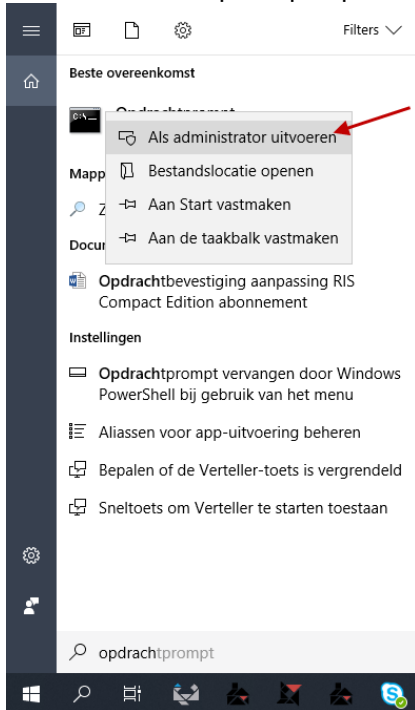 Filters
Beste overeenkomst
C:\
Als administrator uitvoeren
Bestandslocatie openen
Mapp
Aan Start vastmaken
Z
Aan de taakbalk vastmaken
Docu
Opdrachtbevestiging aanpassing RIS
Compact Edition abonnement
Instellingen
Opdrachtprompt vervangen door Windows
PowerShell bij gebruik van het menu
Aliassen voor app-uitvoering beheren
Bepalen of de Verteller-toets is vergrendeld
Sneltoets om Verteller te starten toestaan
opdrachtprompt